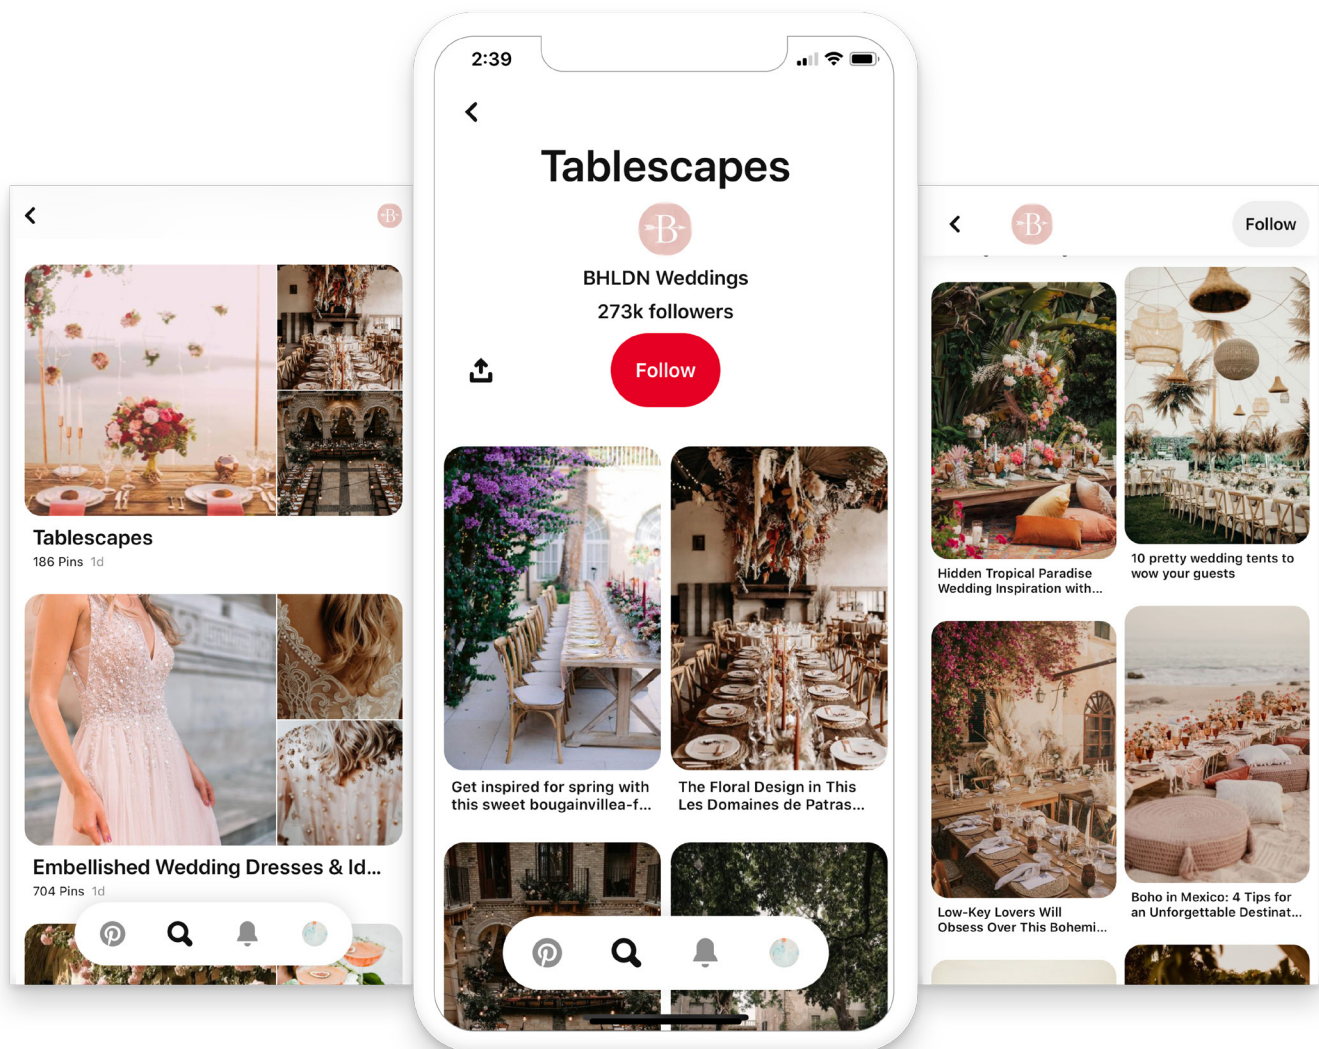 B
Tablescapes
186 Pins 1d
Embellished Wedding Dresses & Id...
704 Pins 1d
2:39
Tablescapes
B
BHLDN Weddings
273k followers
Follow
Get inspired for spring with
this sweet bougainvillea-f...
The Floral Design in This
Les Domaines de Patras...
B
Follow
Hidden Tropical Paradise
Wedding Inspiration with...
10 pretty wedding tents to
wow your guests
Low-Key Lovers Will
Obsess Over This Bohemi...
Boho in Mexico: 4 Tips for
an Unforgettable Destinat...